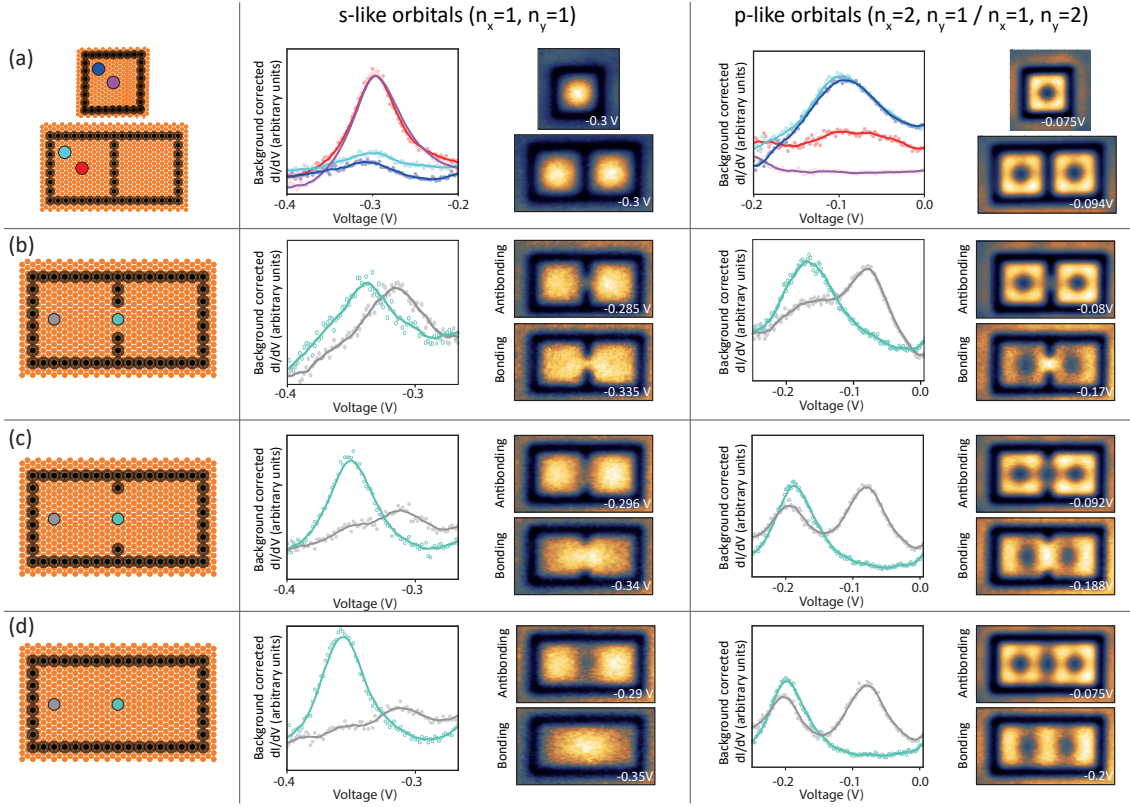 s-like orbitals (nx=1, ny=1)
p-like orbitals (nx=2, ny=1 / nx=1, ny=2)
(a)
Background corrected
dI/dV (arbitrary units)
-0.4
-0.3
-0.2
Voltage (V)
-0.3 V
-0.3 V
Background corrected
dI/dV (arbitrary units)
-0.2
-0.1
0.0
Voltage (V)
-0.075V
-0.094V
(b)
Background corrected
dI/dV (arbitrary units)
-0.4
-0.3
Voltage (V)
Antibonding
-0.285 V
Bonding
-0.335 V
Background corrected
dI/dV (arbitrary units)
-0.2
-0.1
0.0
Voltage (V)
Antibonding
-0.08V
Bonding
-0.17 V
(c)
Background corrected
dI/dV (arbitrary units)
-0.4
-0.3
Voltage (V)
Antibonding
-0.296 V
Bonding
-0.34 V
Background corrected
dI/dV (arbitrary units)
-0.2
-0.1
0.0
Voltage (V)
Antibonding
-0.092V
Bonding
-0.188V
(d)
Background corrected
dI/dV (arbitrary units)
-0.4
-0.3
Voltage (V)
Antibonding
-0.29 V
Bonding
-0.35V
Background corrected
dI/dV (arbitrary units)
-0.2
-0.1
0.0
Voltage (V)
Antibonding
-0.075V
Bonding
-0.2V